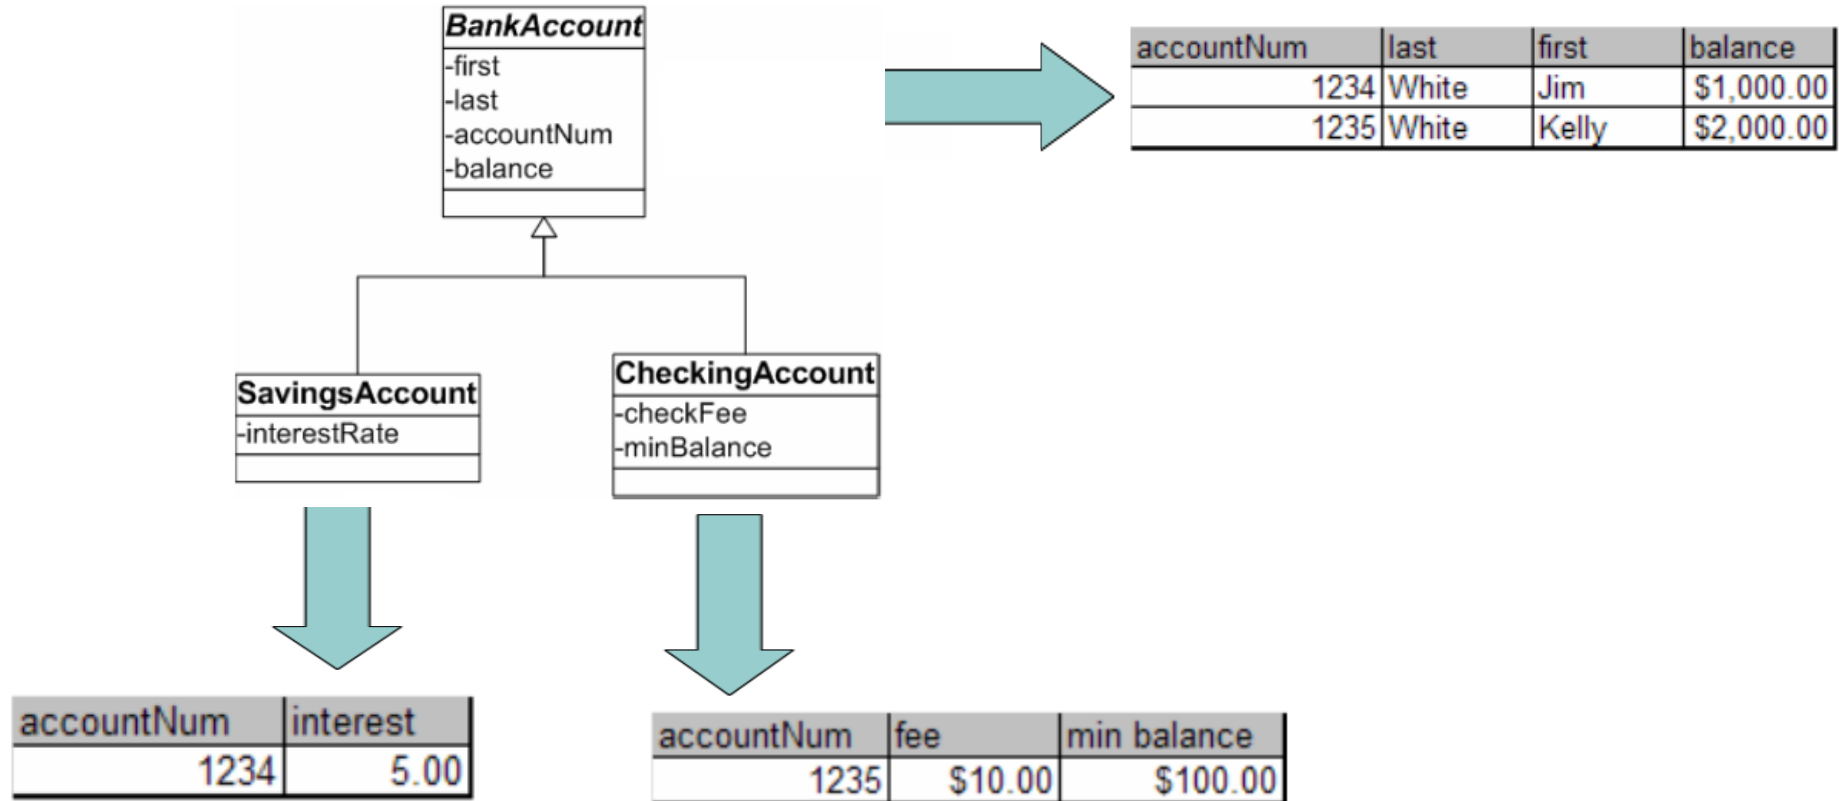 BankAccount
-first
-last
-accountNum
-balance
accountNum last first balance
1234 White Jim $1,000.00
1235 White Kelly $2,000.00
SavingsAccount
-interestRate
CheckingAccount
-checkFee
-minBalance
accountNum interest
1234 5.00
accountNum fee min balance
1235 $10.00 $100.00